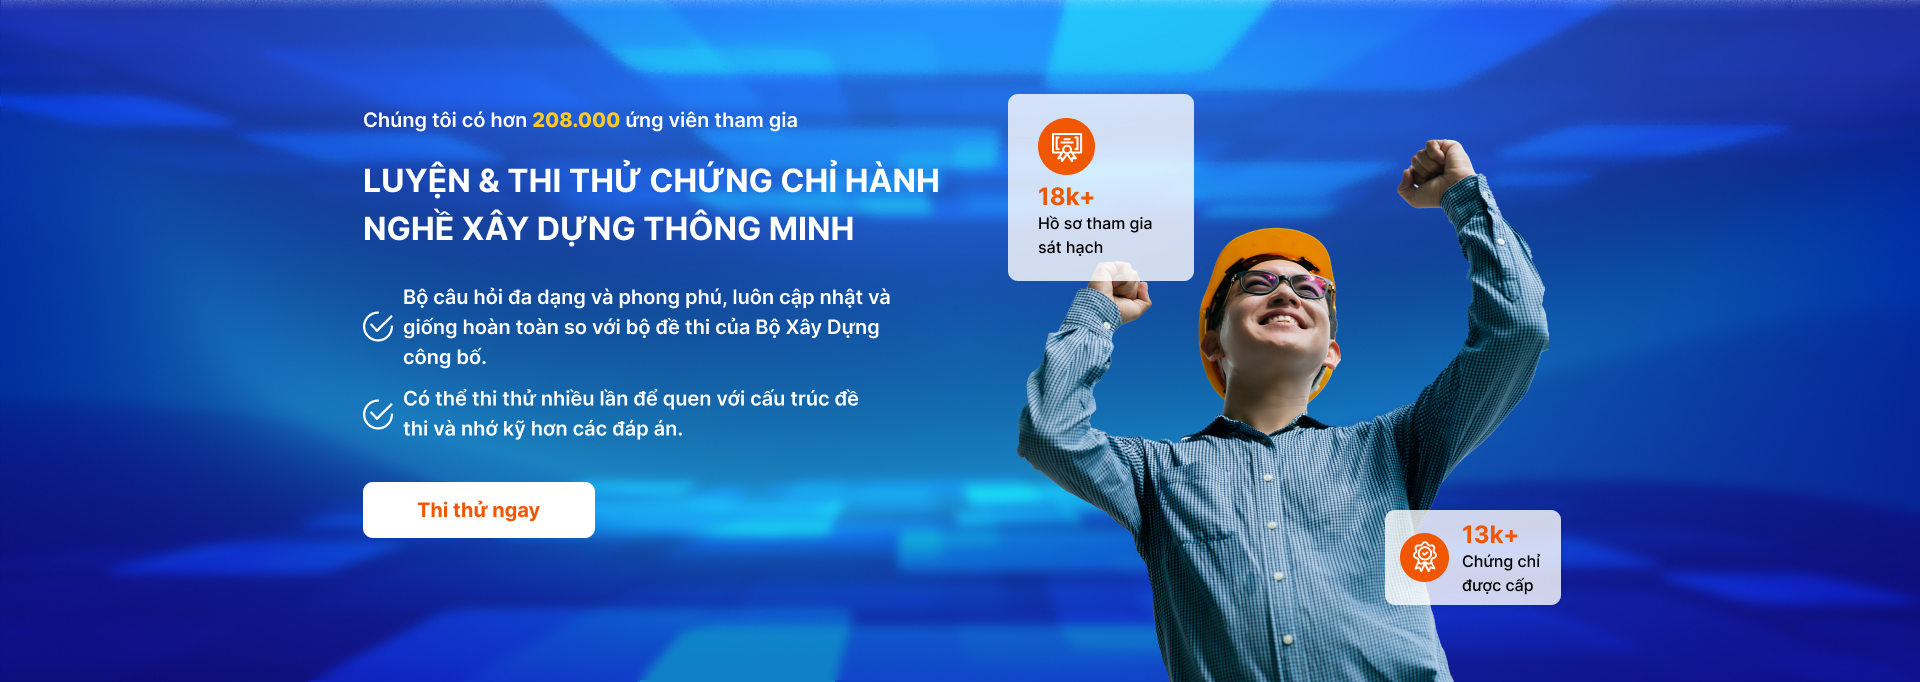 Chúng tôi có hơn 208.000 ứng viên tham gia
LUYỆN & THI THỬ CHỨNG CHỈ HÀNH
NGHỀ XÂY DỰNG THÔNG MINH
Bộ câu hỏi đa dạng và phong phú, luôn cập nhật và
giống hoàn toàn so với bộ đề thi của Bộ Xây Dựng
công bố.
Có thể thi thử nhiều lần để quen với cấu trúc đề
thi và nhớ kỹ hơn các đáp án.
Thi thử ngay
18k+
Hồ sơ tham gia
sát hạch
13k+
Chứng chỉ
được cấp